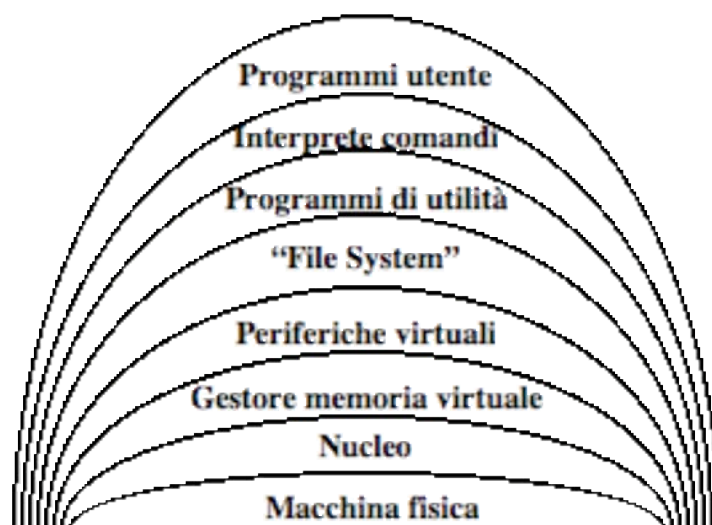 Programmi utente
Interprete comandi
Programmi di utilità
“File System”
Periferiche virtuali
Gestore memoria virtuale
Nucleo
Macchina fisica